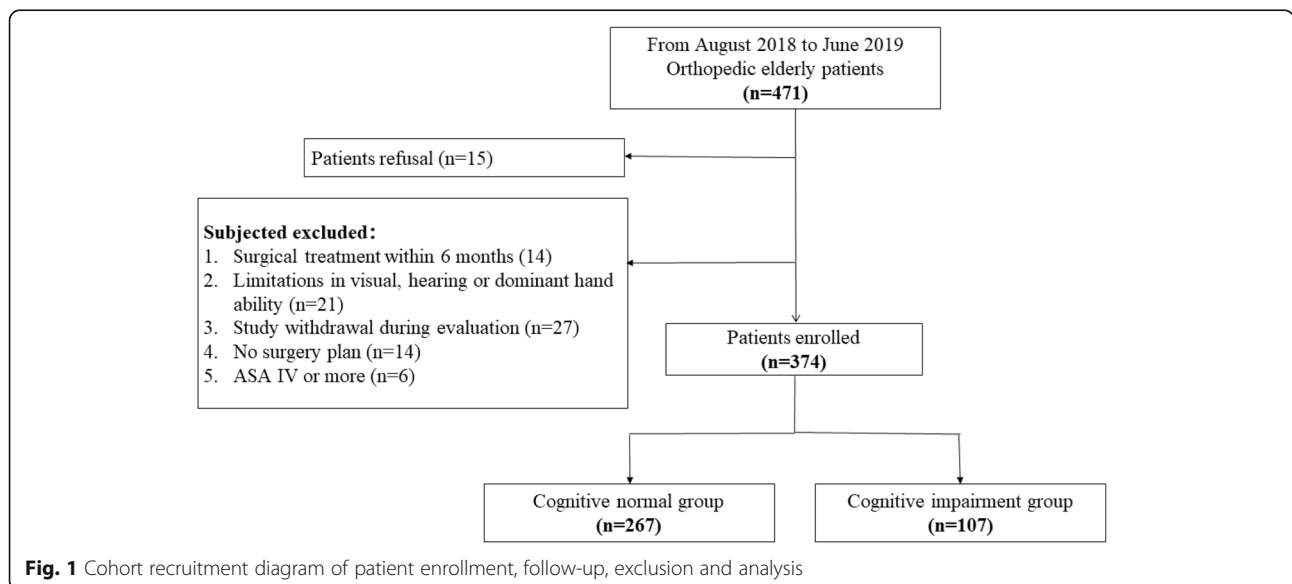 From August 2018 to June 2019
Orthopedic elderly patients
(n=471)
Patients refusal (n=15)
Subjected excluded:
1. Surgical treatment within 6 months (14)
2. Limitations in visual, hearing or dominant hand
ability (n=21)
3. Study withdrawal during evaluation (n=27)
4. No surgery plan (n=14)
5. ASA IV or more (n=6)
Patients enrolled
(n=374)
Cognitive normal group
(n=267)
Cognitive impairment group
(n=107)
Fig. 1 Cohort recruitment diagram of patient enrollment, follow-up, exclusion and analysis